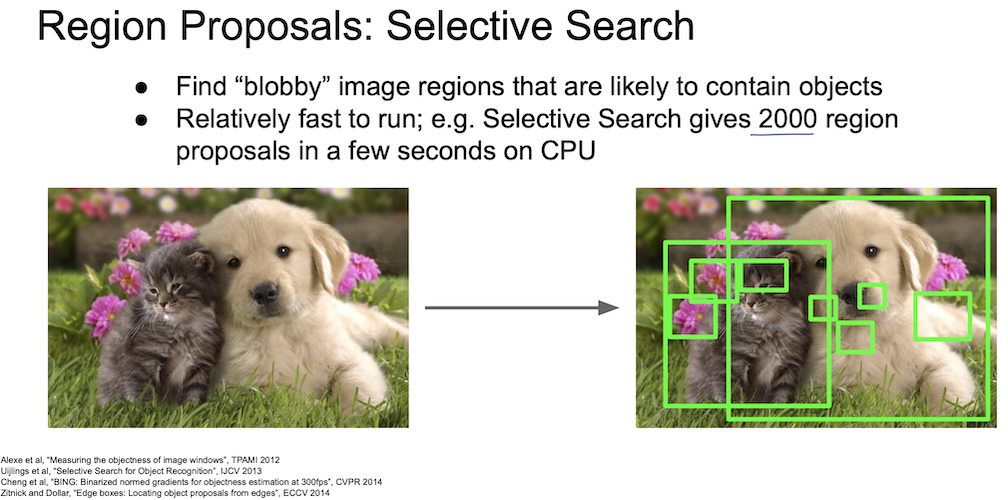 Region Proposals: Selective Search
● Find “blobby” image regions that are likely to contain objects
● Relatively fast to run; e.g. Selective Search gives 2000 region
proposals in a few seconds on CPU
Alexe et al, “Measuring the objectness of image windows”, TPAMI 2012
Uijlings et al, “Selective Search for Object Recognition”, IJCV 2013
Cheng et al, “BING: Binarized normed gradients for objectness estimation at 300fps”, CVPR 2014
Zitnick and Dollar, “Edge boxes: Locating object proposals from edges”, ECCV 2014